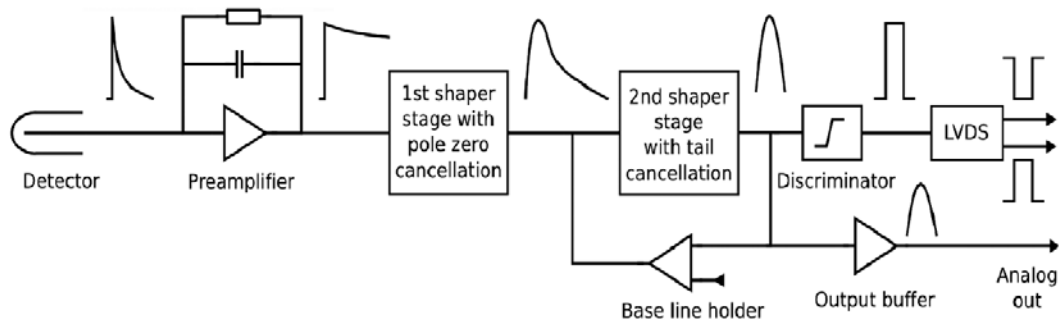 Detector
Preamplifier
1st shaper
stage with
pole zero
cancellation
2nd shaper
stage
with tail
cancellation
Discriminator
LVDS
Base line holder
Output buffer
Analog
out